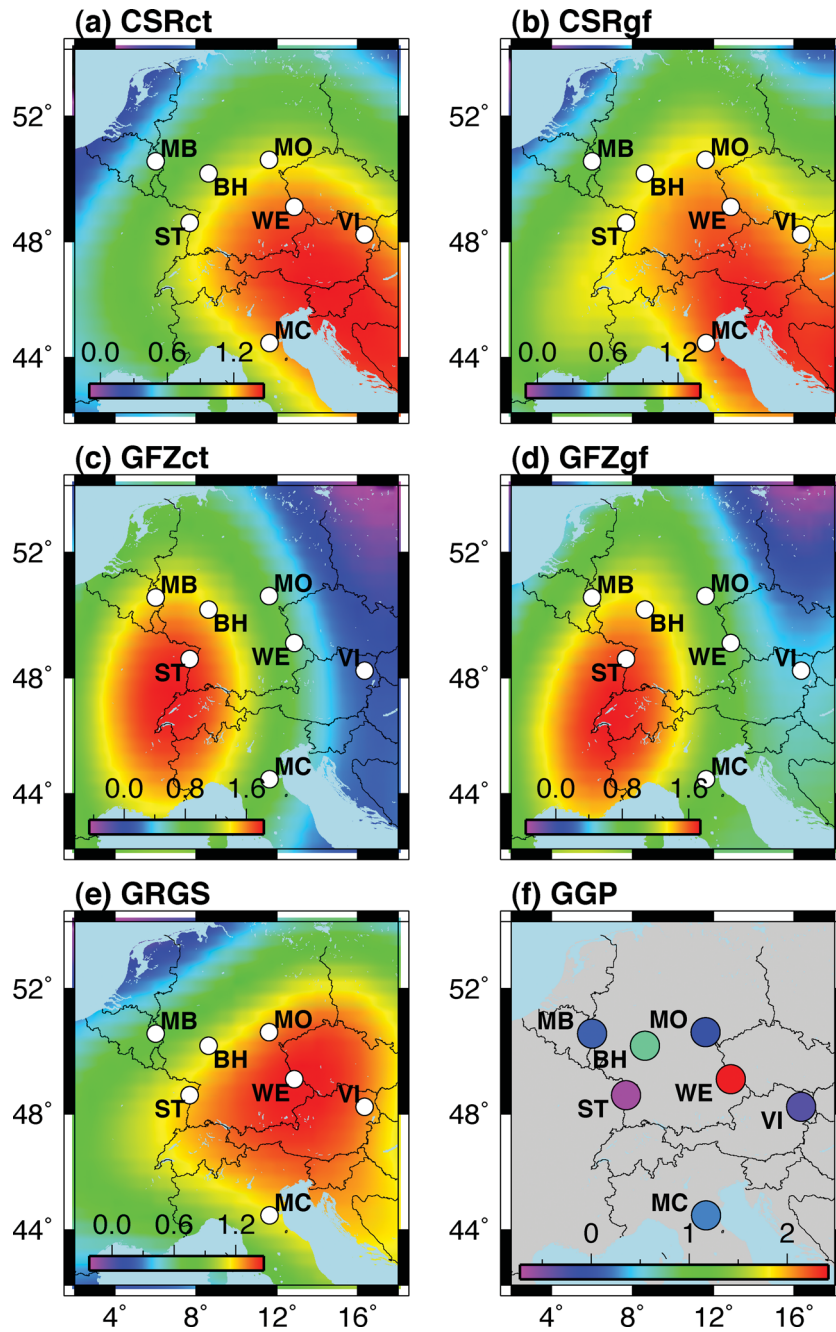 (a) CSRct
(b) CSRgf
52°
48°
44°
MB
MO
BH
ST
WE
VI
MC
0.0 0.6 1.2
MB
MO
BH
ST
WE
VI
MC
0.0 0.6 1.2
(c) GFZct
(d) GFZgf
52°
48°
44°
MB
MO
BH
ST
WE
VI
MC
0.0 0.8 1.6
MB
MO
BH
ST
WE
VI
MC
0.0 0.8 1.6
(e) GRGS
(f) GGP
52°
48°
44°
MB
MO
BH
ST
WE
VI
MC
0.0 0.6 1.2
MB
MO
BH
ST
WE
VI
MC
0 1 2
4° 8° 12° 16°
4° 8° 12° 16°